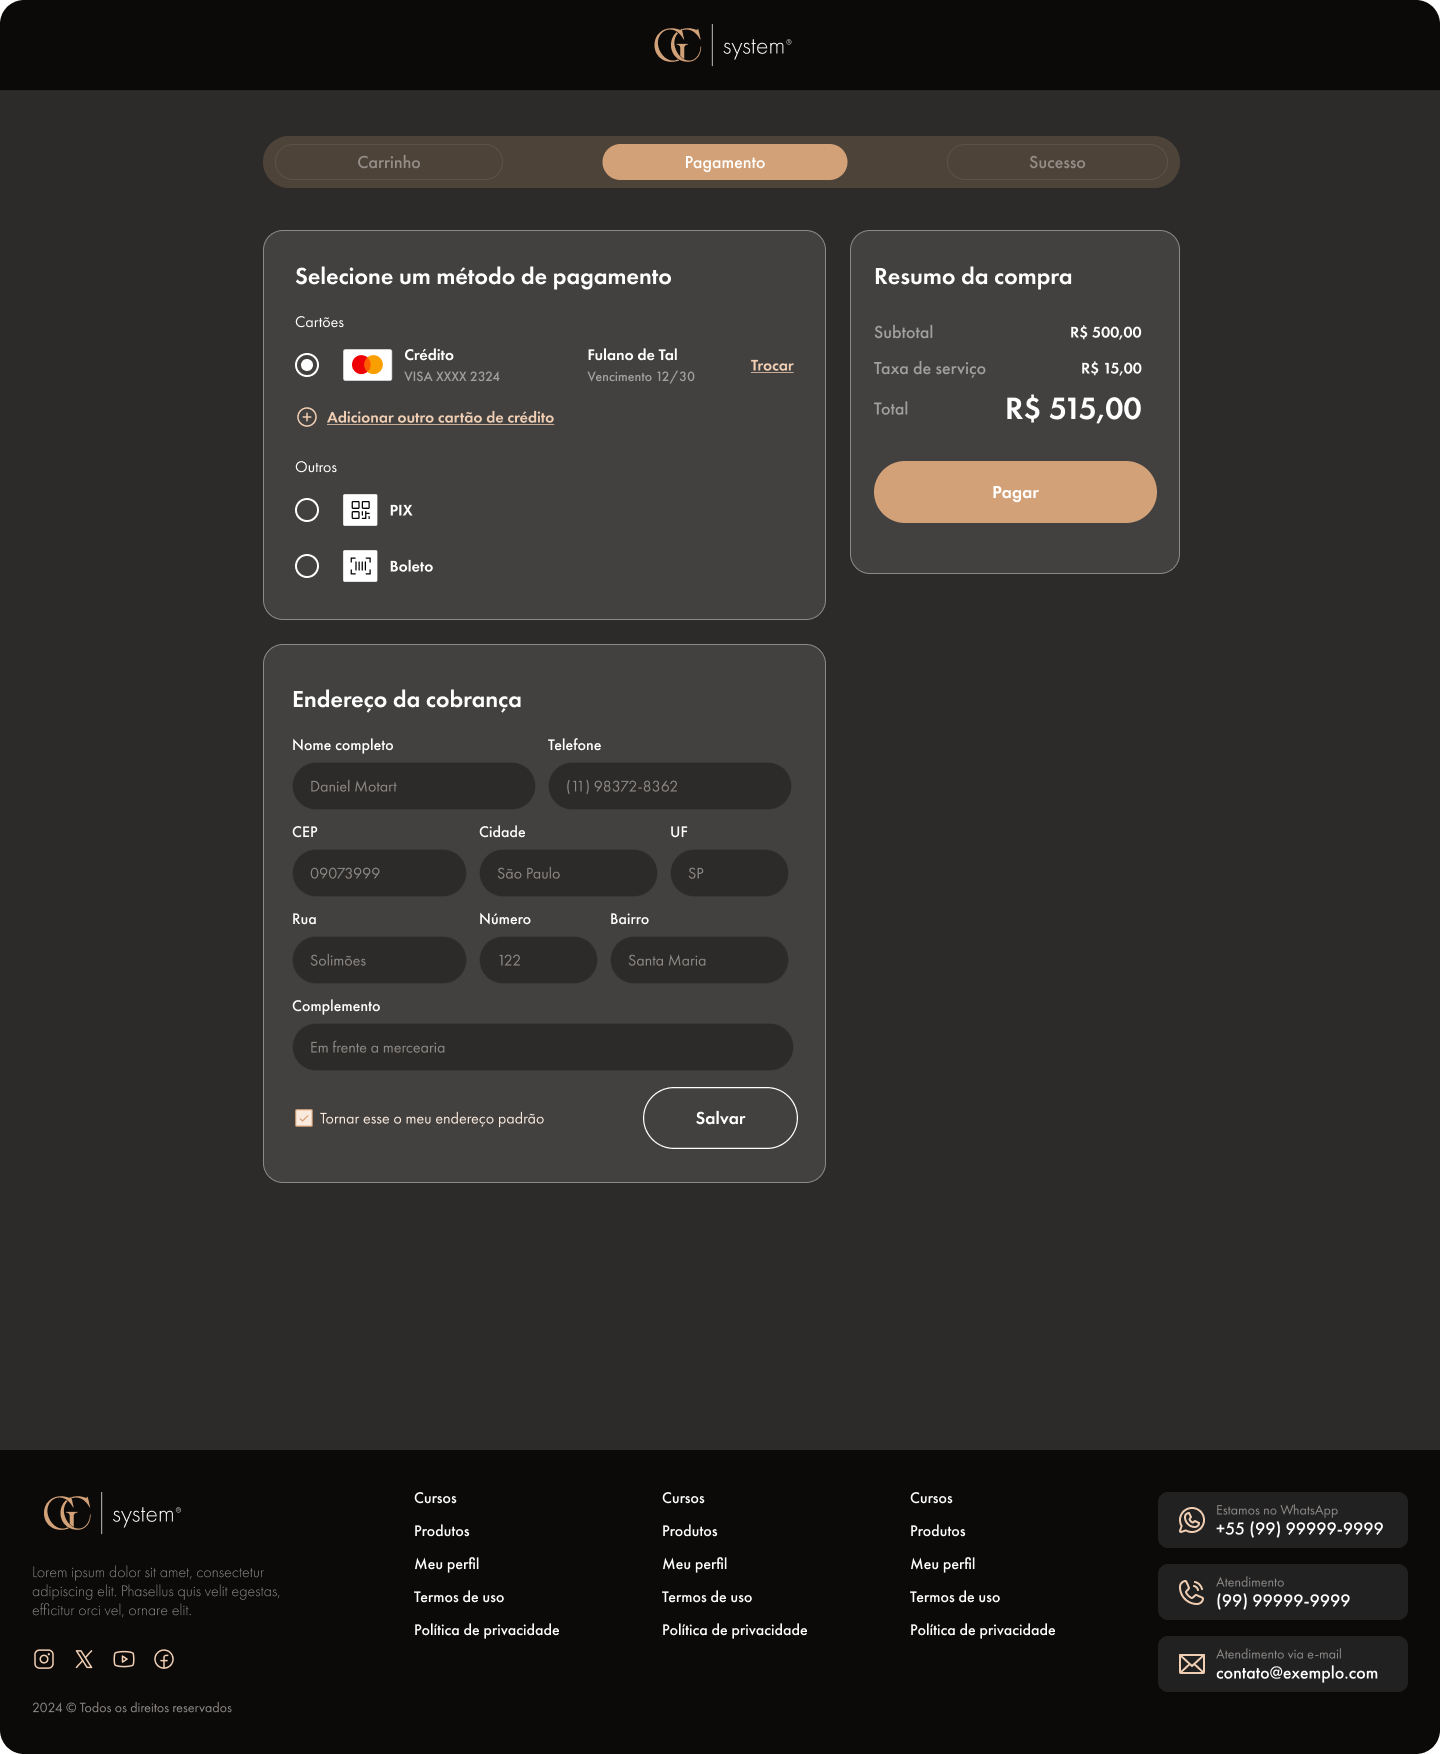 GC system®
Carrinho
Pagamento
Sucesso
Selecione um método de pagamento
Cartões
Crédito
VISA XXXX 2324
Fulano de Tal
Vencimento 12/30
Trocar
Adicionar outro cartão de crédito
Outros
PIX
Boleto
Resumo da compra
Subtotal R$ 500,00
Taxa de serviço R$ 15,00
Total R$ 515,00
Pagar
Endereço da cobrança
Nome completo
Daniel Motart
Telefone
(11) 98372-8362
CEP
09073999
Cidade
São Paulo
UF
SP
Rua
Solimões
Número
122
Bairro
Santa Maria
Complemento
Em frente a mercearia
Tornar esse o meu endereço padrão
Salvar
GC system®
Lorem ipsum dolor sit amet, consectetur
adipiscing elit. Phasellus quis velit egestas,
efficitur orci vel, ornare elit.
2024 © Todos os direitos reservados
Cursos
Produtos
Meu perfil
Termos de uso
Política de privacidade
Cursos
Produtos
Meu perfil
Termos de uso
Política de privacidade
Cursos
Produtos
Meu perfil
Termos de uso
Política de privacidade
Estamos no WhatsApp
+55 (99) 99999-9999
Atendimento
(99) 99999-9999
Atendimento via e-mail
contato@exemplo.com